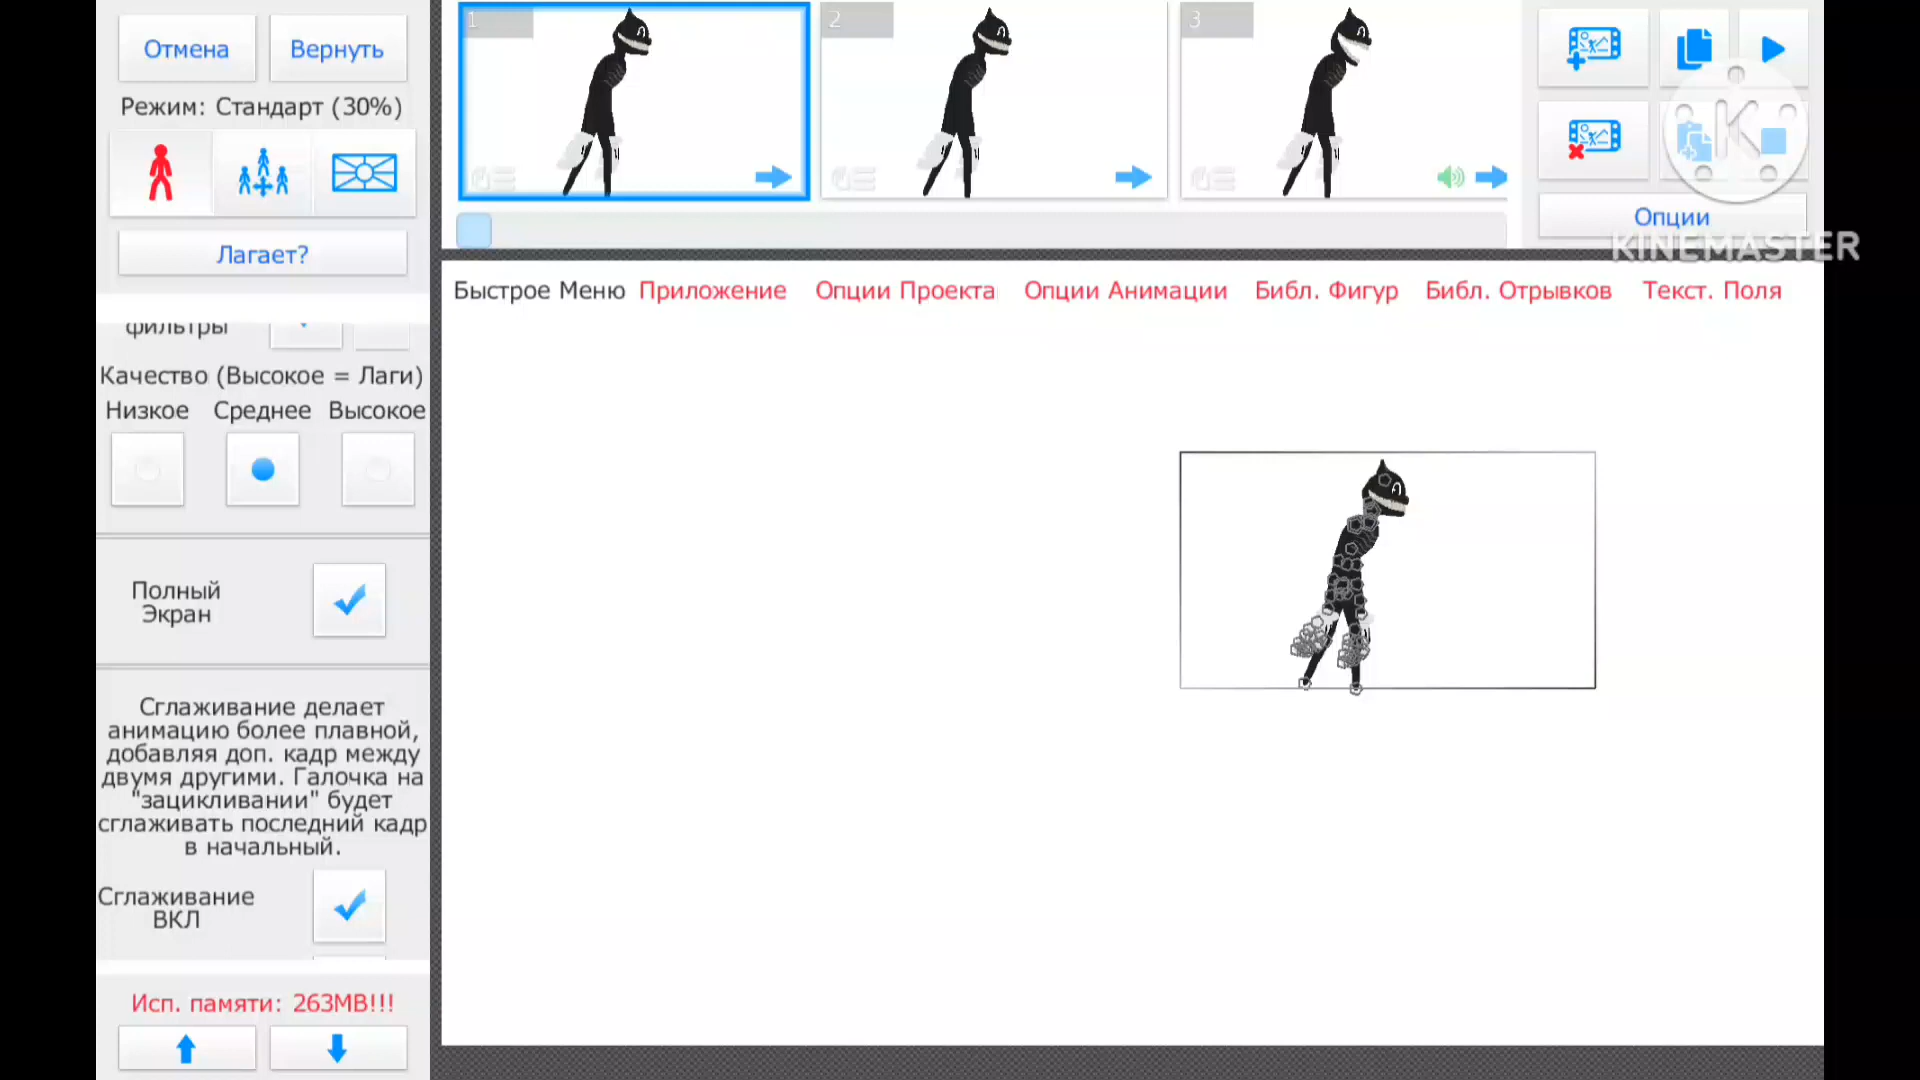 Отмена
Вернуть
Режим: Стандарт (30%)
Лагает?
фильтры
Качество (Высокое = Лаги)
Низкое
Среднее
Высокое
Полный
Экран
Сглаживание делает
анимацию более плавной,
добавляя доп. кадр между
двумя другими. Галочка на
"зацикливании" будет
сглаживать последний кадр
в начальный.
Сглаживание
ВКЛ
Исп. памяти: 263MB!!!
1
2
3
Опции
K
KINEMASTER
Быстрое Меню Приложение Опции Проекта Опции Анимации Библ. Фигур Библ. Отрывков Текст. Поля